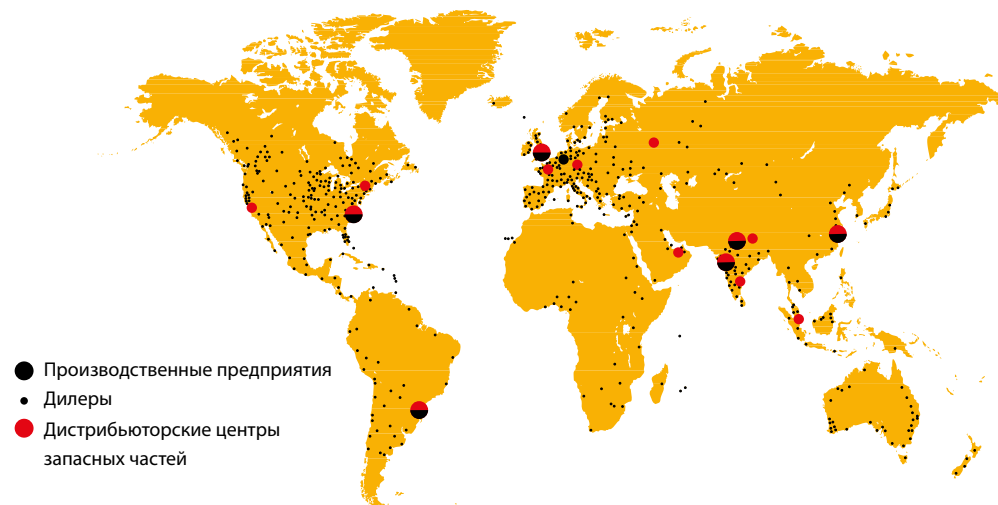 Производственные предприятия
Дилеры
Дистрибьюторские центры
запасных частей